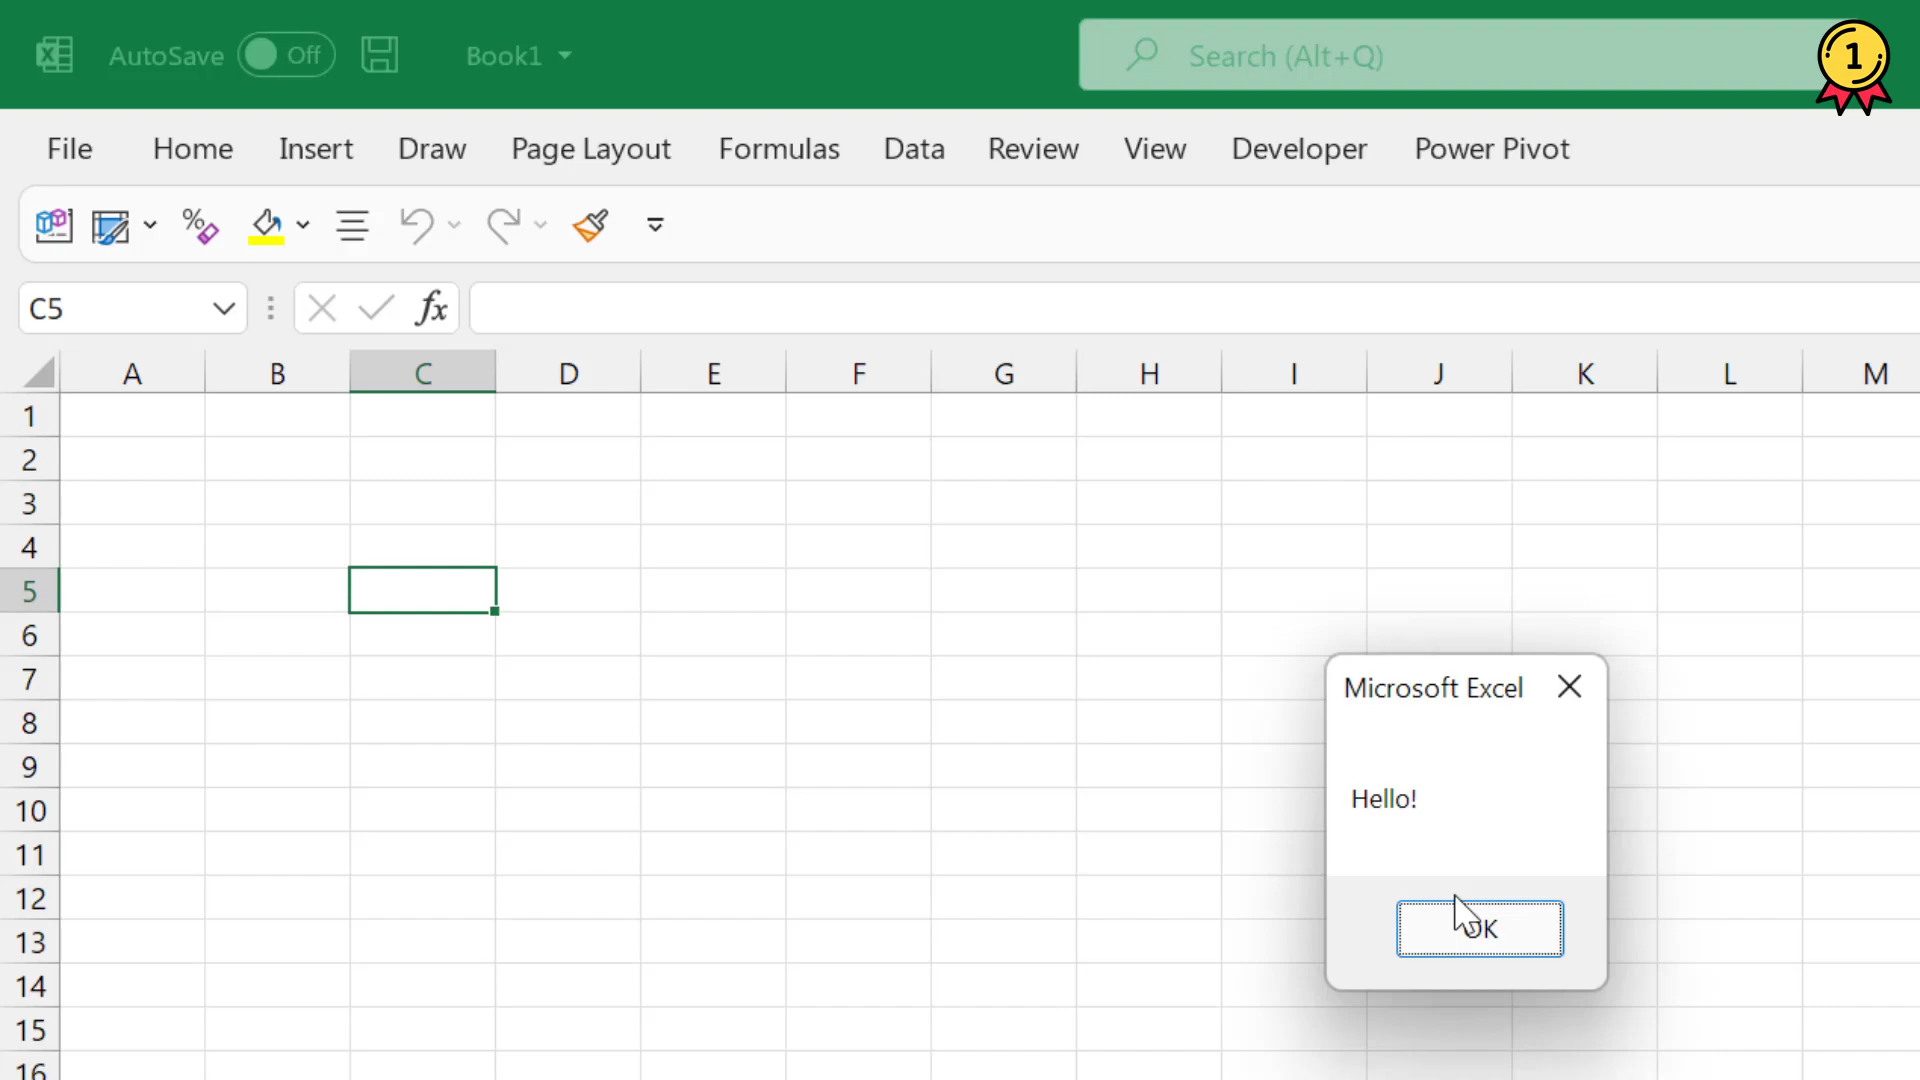 AutoSave Off Book1 Search (Alt+Q) 1
File Home Insert Draw Page Layout Formulas Data Review View Developer Power Pivot
C5 fx
A B C D E F G H I J K L M
1
2
3
4
5
6
7
Microsoft Excel
8
9
10
Hello!
11
12
13
OK
14
15
16